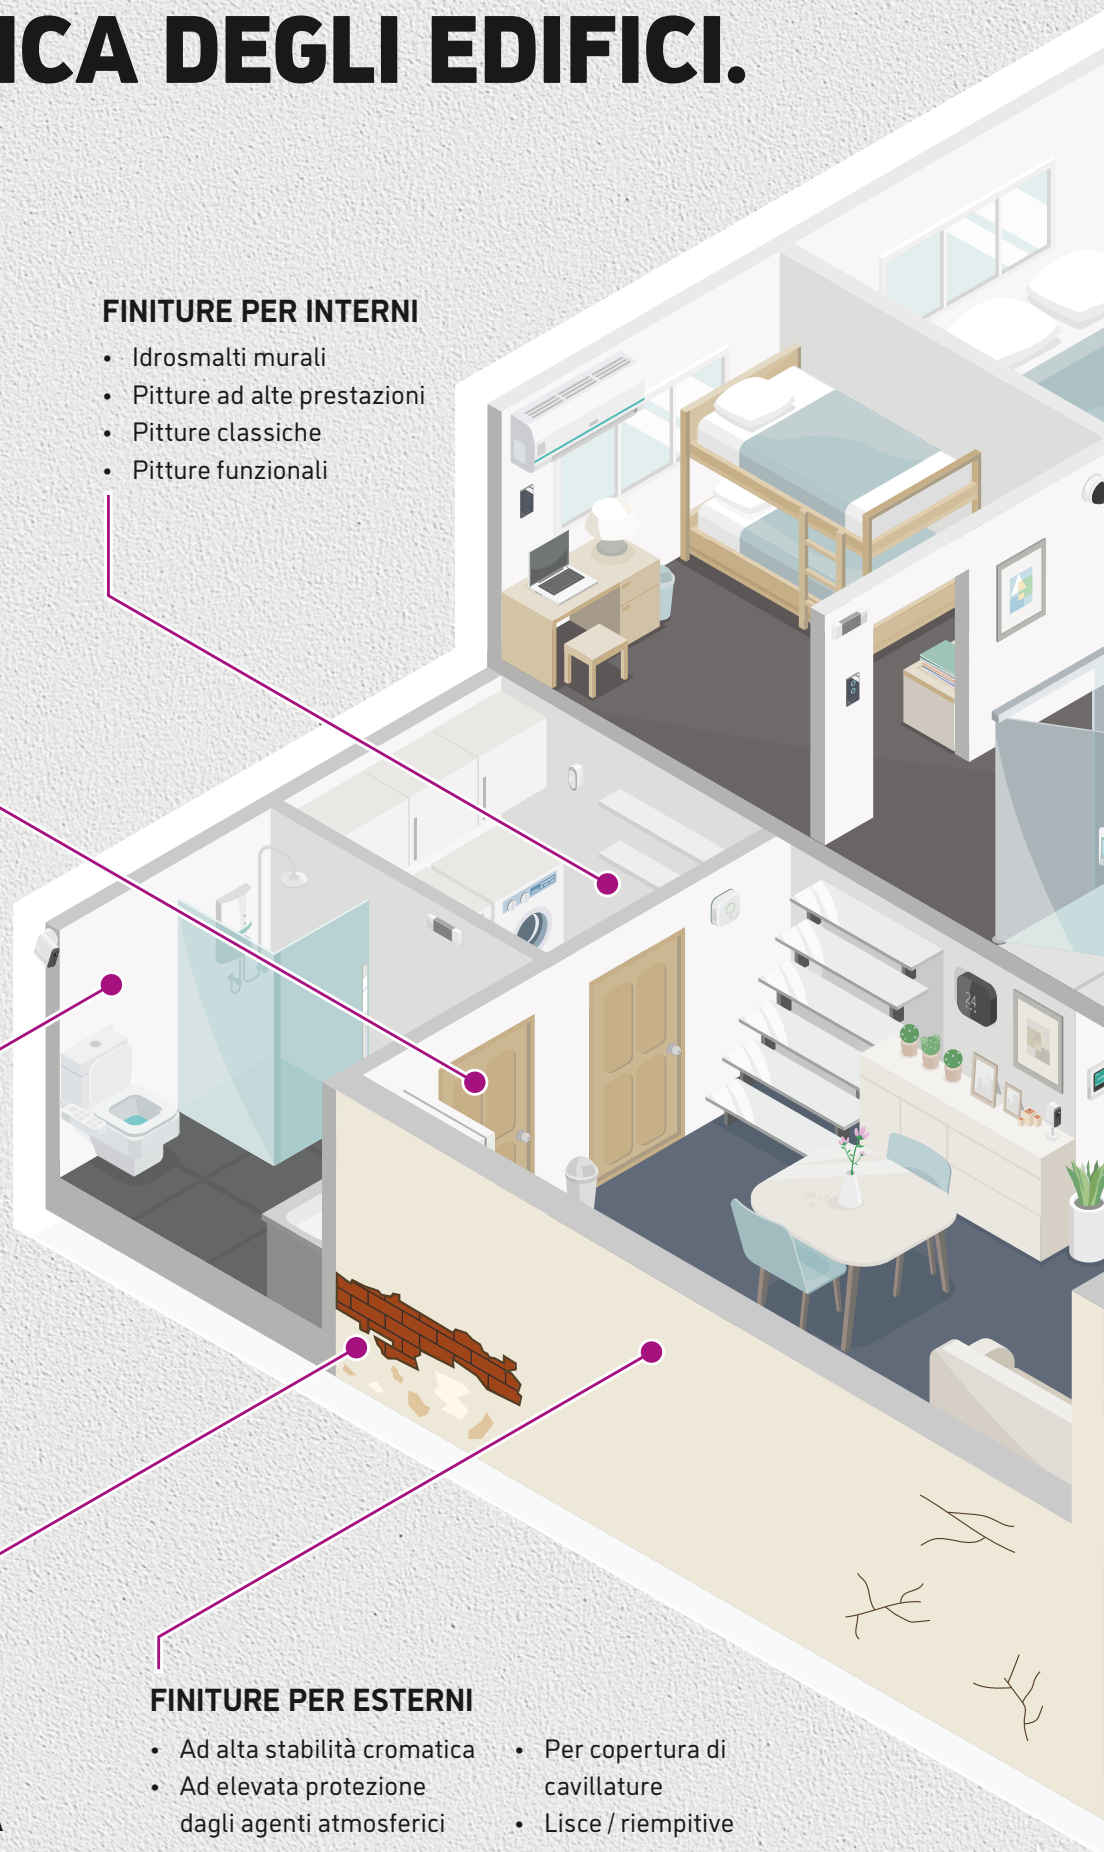 ICA DEGLI EDIFICI.
FINITURE PER INTERNI
• Idrosmalti murali
• Pitture ad alte prestazioni
• Pitture classiche
• Pitture funzionali
24
FINITURE PER ESTERNI
• Ad alta stabilità cromatica
• Ad elevata protezione
dagli agenti atmosferici
• Per copertura di
cavillature
• Lisce / riempitive